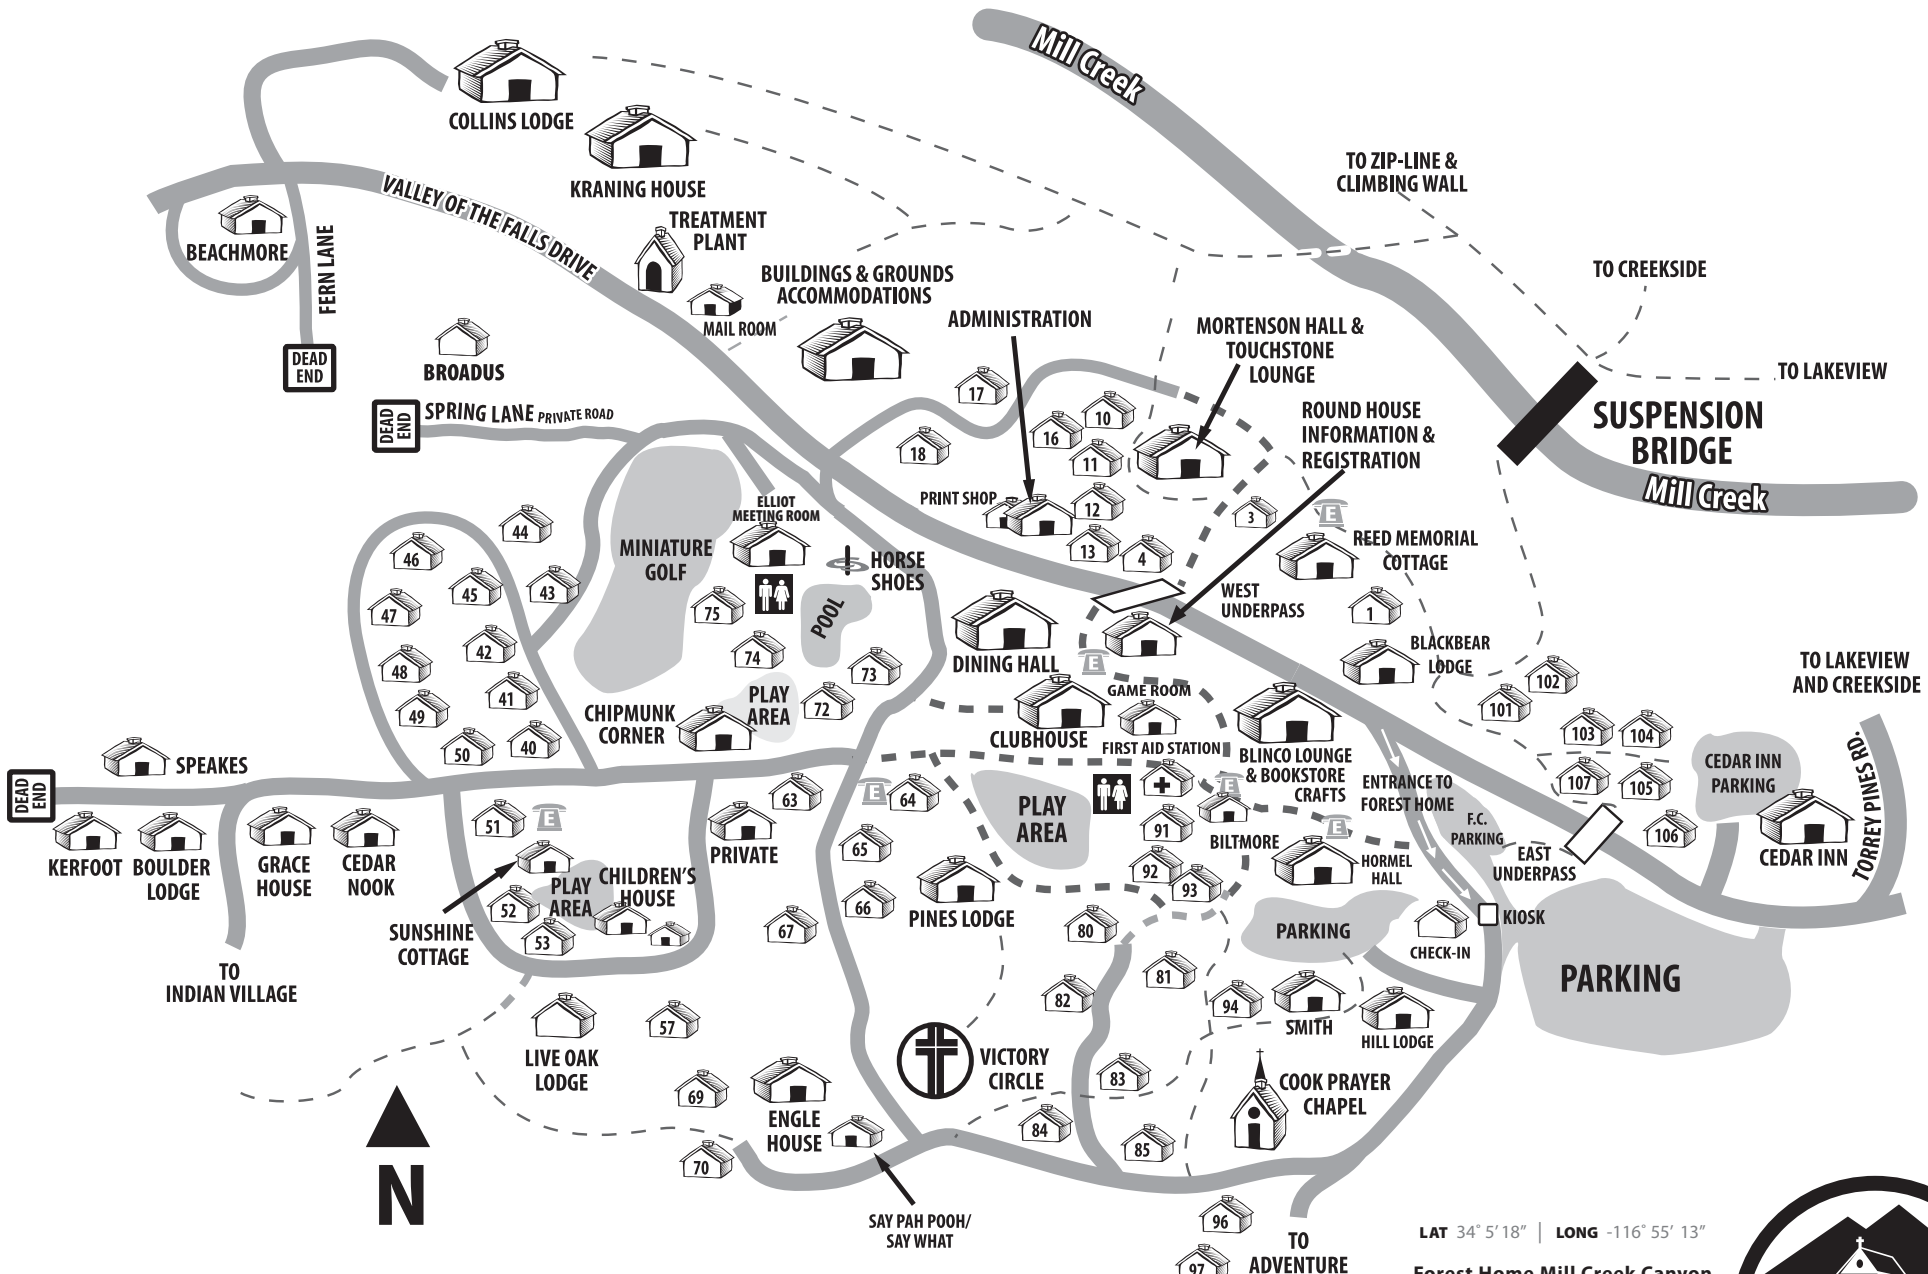 Mill Creek
COLLINS LODGE
KRANING HOUSE
TO ZIP-LINE &
CLIMBING WALL
VALLEY OF THE FALLS DRIVE
BEACHMORE
FERN LANE
TREATMENT
PLANT
MAIL ROOM
BUILDINGS & GROUNDS
ACCOMMODATIONS
TO CREEKSIDE
ADMINISTRATION
MORTENSON HALL &
TOUCHSTONE
LOUNGE
DEAD
END
BROADUS
TO LAKEVIEW
SUSPENSION
BRIDGE
Mill Creek
DEAD
END
SPRING LANE PRIVATE ROAD
ROUND HOUSE
INFORMATION &
REGISTRATION
17
10
16
18
11
PRINT SHOP
12
13
4
3
E
REED MEMORIAL
COTTAGE
ELLIOT
MEETING ROOM
MINIATURE
GOLF
HORSE
SHOES
POOL
75
74
73
72
PLAY
AREA
CHIPMUNK
CORNER
44
46
45
43
47
42
48
41
49
50
40
WEST
UNDERPASS
1
BLACKBEAR
LODGE
DINING HALL
E
GAME ROOM
CLUBHOUSE
FIRST AID STATION
BLINCO LOUNGE
& BOOKSTORE
CRAFTS
102
101
103
104
107
105
106
TO LAKEVIEW
AND CREEKSIDE
CEDAR INN
PARKING
CEDAR INN
TORREY PINES RD.
ENTRANCE TO
FOREST HOME
F.C.
PARKING
EAST
UNDERPASS
SPEAKES
DEAD
END
KERFOOT
BOULDER
LODGE
GRACE
HOUSE
CEDAR
NOOK
51
E
52
53
PLAY
AREA
CHILDREN'S
HOUSE
SUNSHINE
COTTAGE
PRIVATE
63
E
64
65
66
67
PINES LODGE
PLAY
AREA
E
91
92
93
BILTMORE
E
HORMEL
HALL
KIOSK
CHECK-IN
PARKING
PARKING
TO
INDIAN VILLAGE
LIVE OAK
LODGE
57
80
81
82
94
SMITH
HILL LODGE
VICTORY
CIRCLE
83
84
85
COOK PRAYER
CHAPEL
69
70
ENGLE
HOUSE
SAY PAH POOH/
SAY WHAT
N
96
97
TO
ADVENTURE
LAT 34° 5' 18" | LONG -116° 55' 13"
Forest Home Mill Creek Canyon